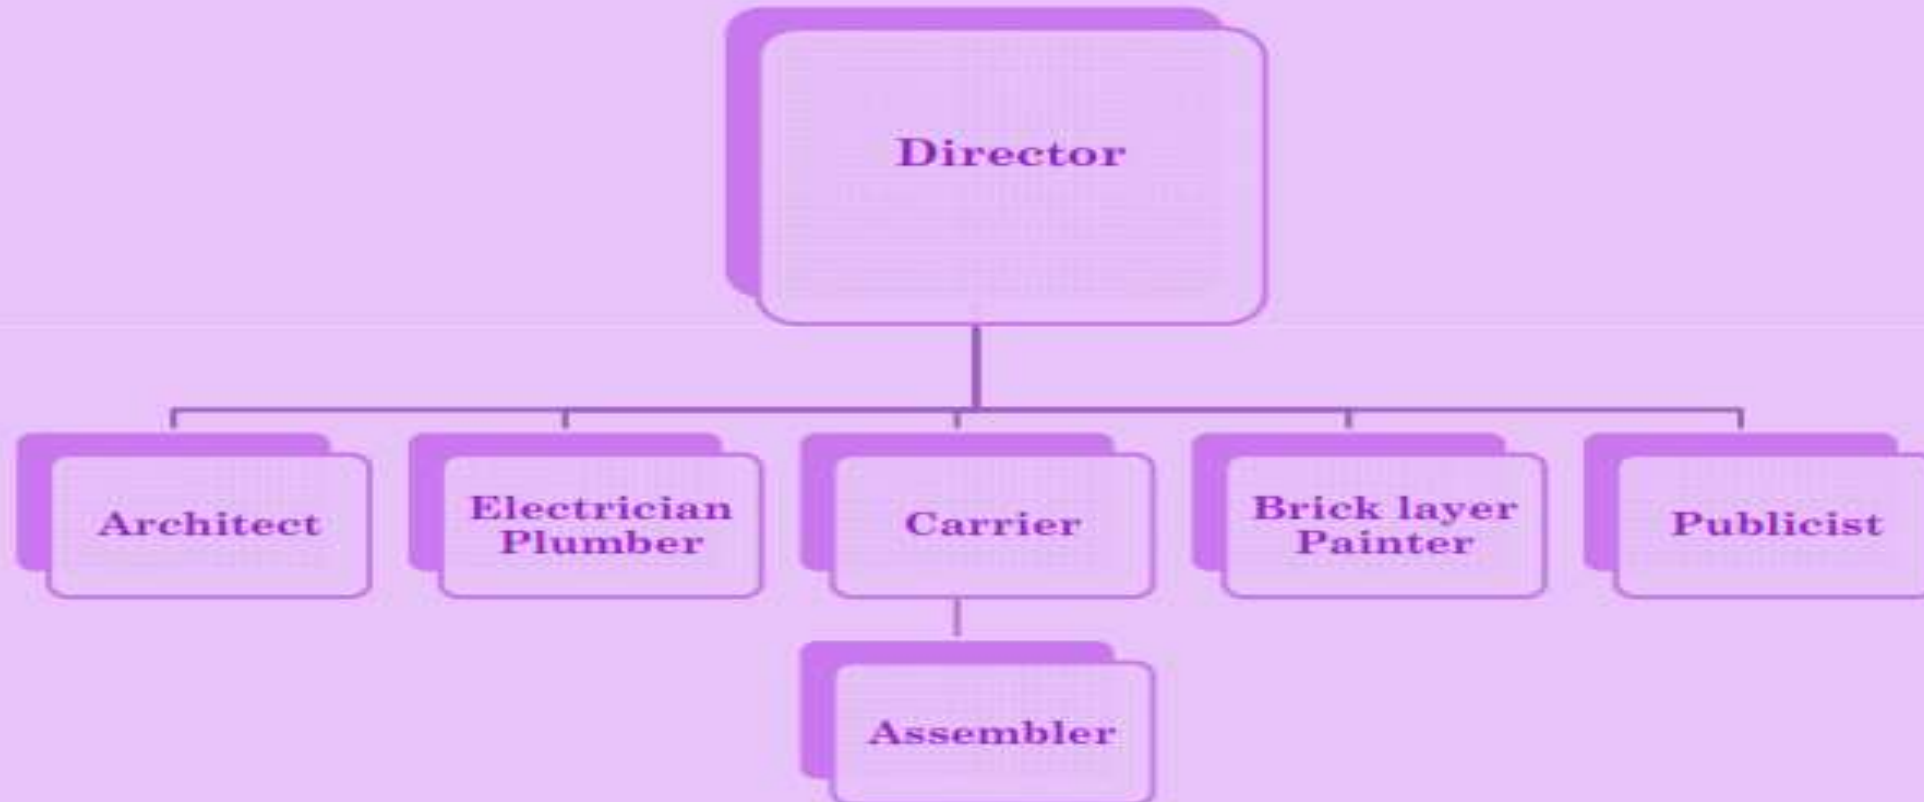 Director
Architect
Electrician
Plumber
Carrier
Brick layer
Painter
Publicist
Assembler